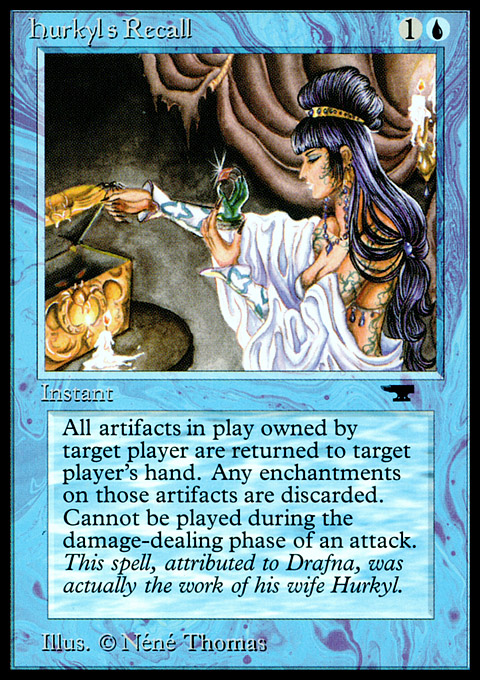 Hurkyl's Recall
1
Instant
All artifacts in play owned by
target player are returned to target
player's hand. Any enchantments
on those artifacts are discarded.
Cannot be played during the
damage-dealing phase of an attack.
This spell, attributed to Drafna, was
actually the work of his wife Hurkyl.
Illus. © Néné Thomas